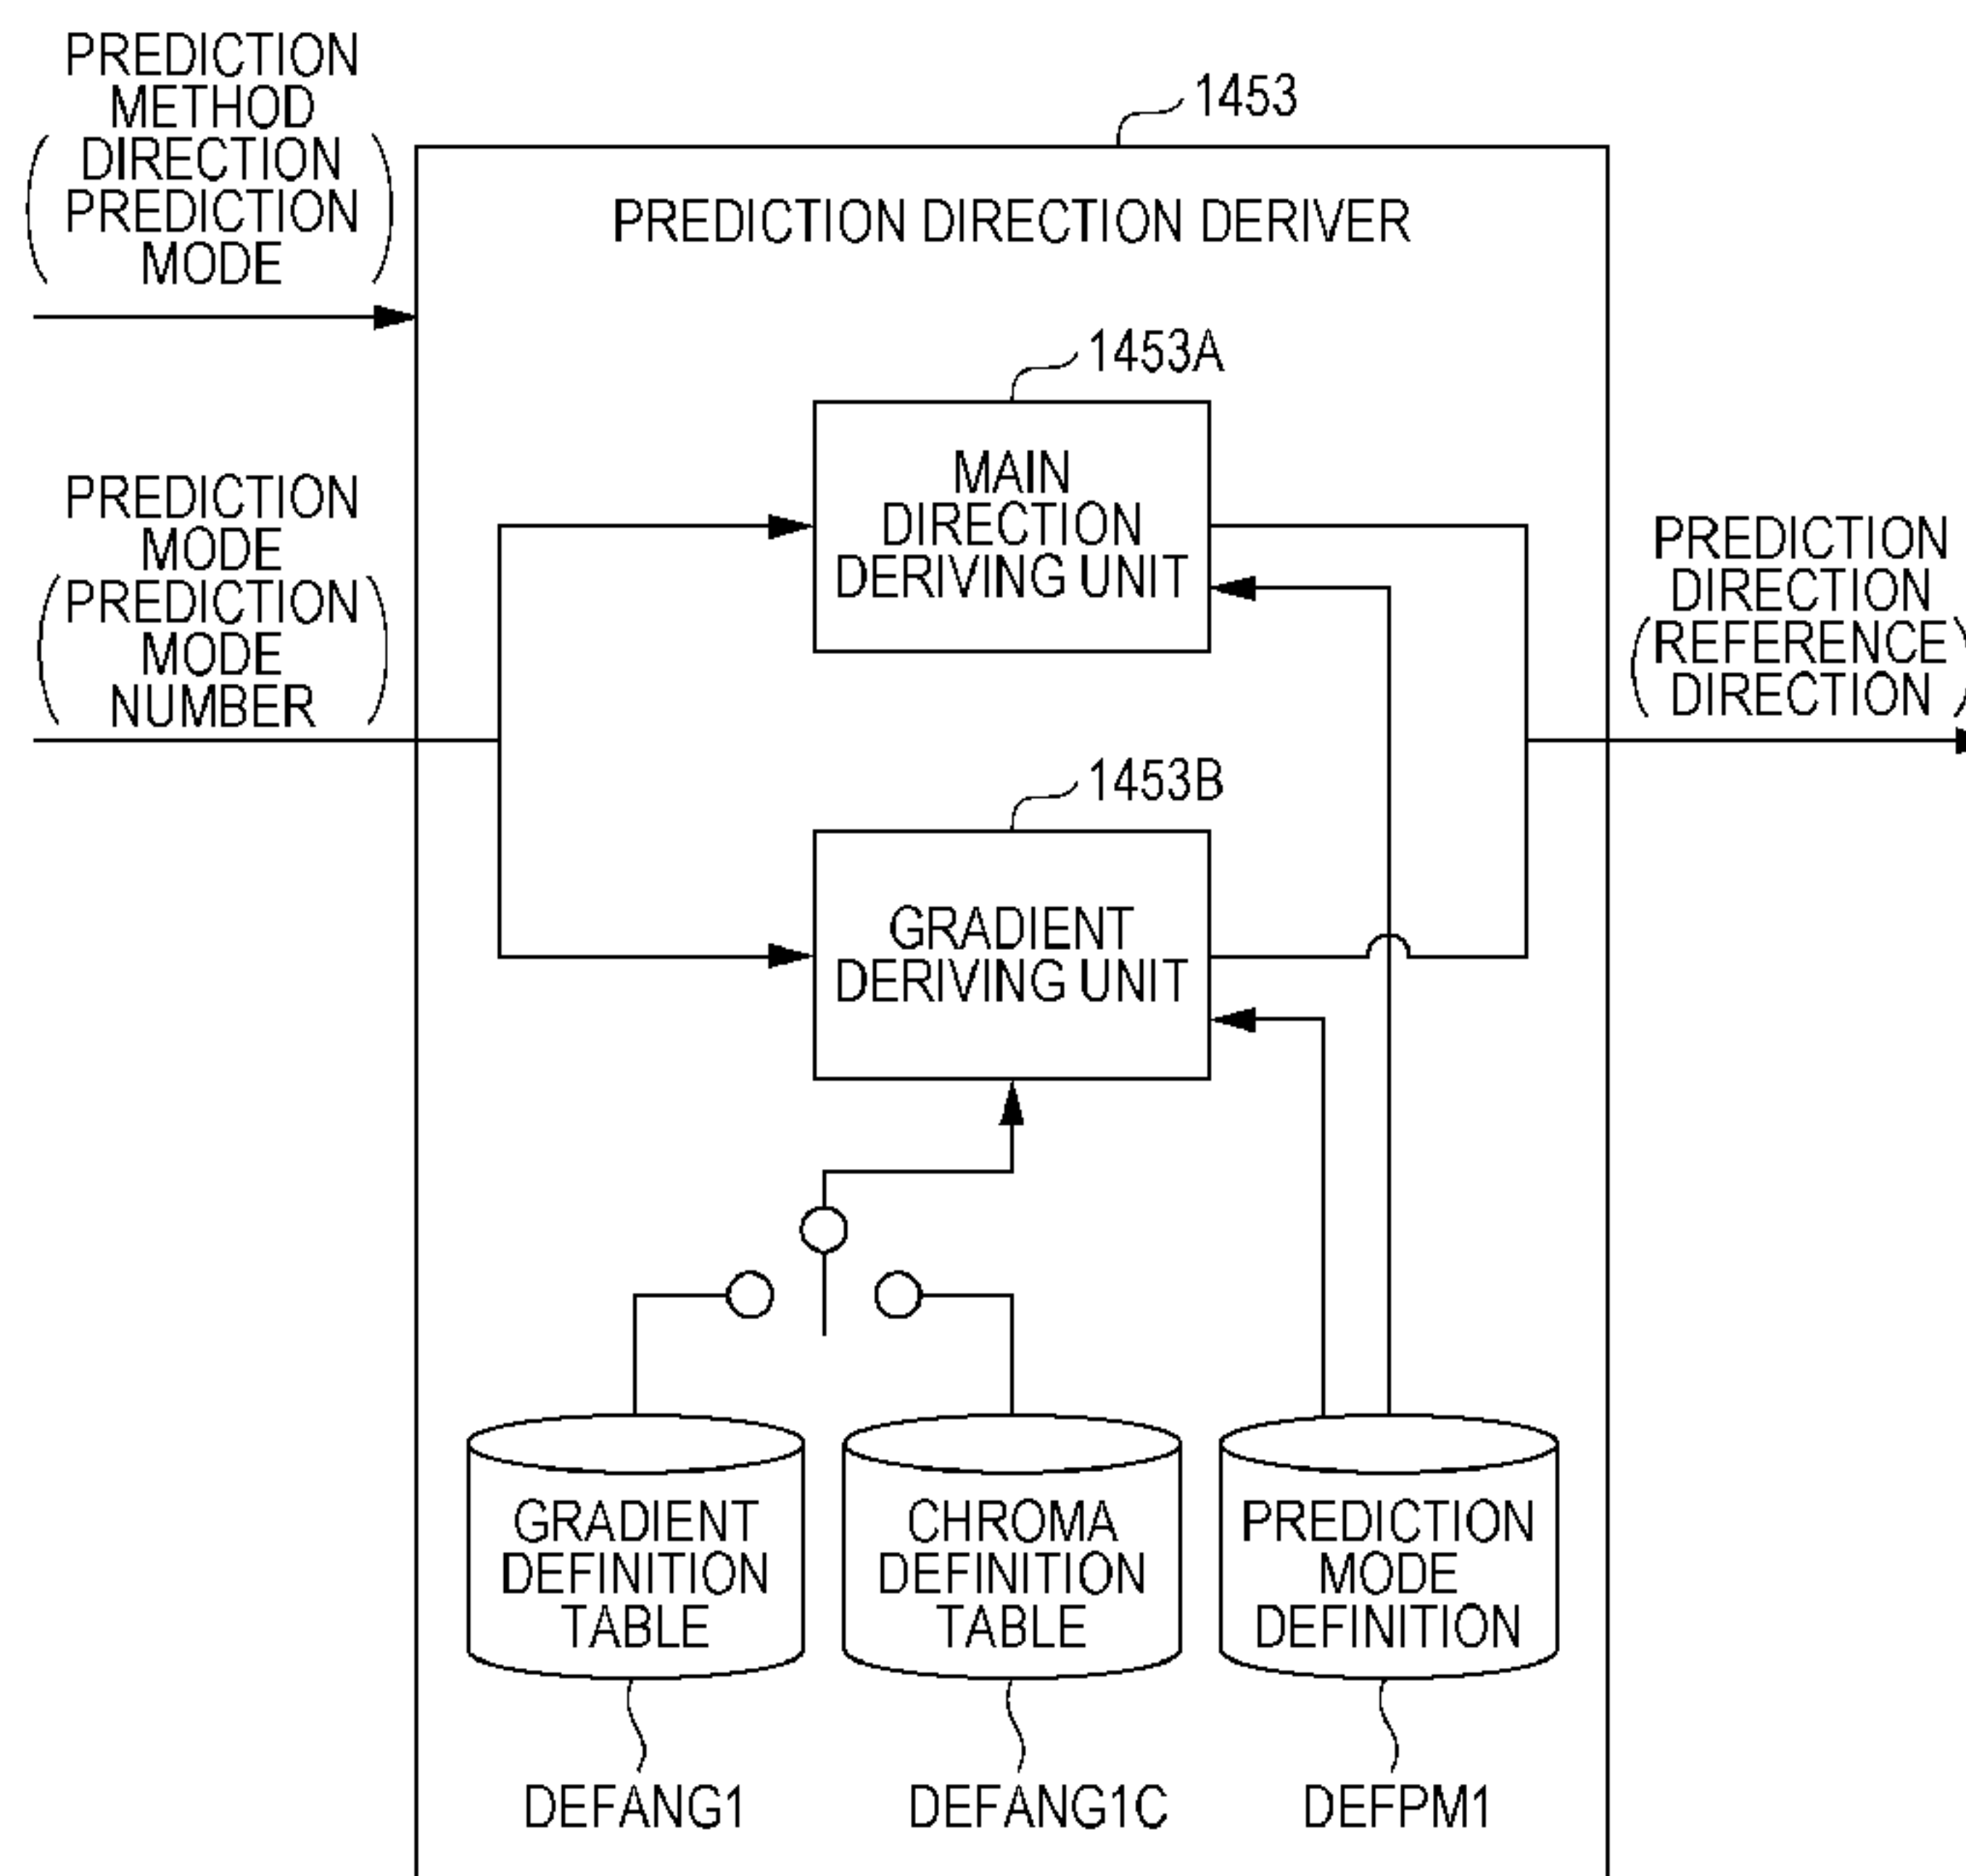 PREDICTION
METHOD
(DIRECTION
PREDICTION
MODE)
1453
PREDICTION DIRECTION DERIVER
1453A
MAIN
DIRECTION
DERIVING UNIT
PREDICTION
MODE
(PREDICTION
MODE
NUMBER)
PREDICTION
DIRECTION
(REFERENCE
DIRECTION)
1453B
GRADIENT
DERIVING UNIT
GRADIENT
DEFINITION
TABLE
CHROMA
DEFINITION
TABLE
PREDICTION
MODE
DEFINITION
DEFANG1
DEFANG1C
DEFPM1